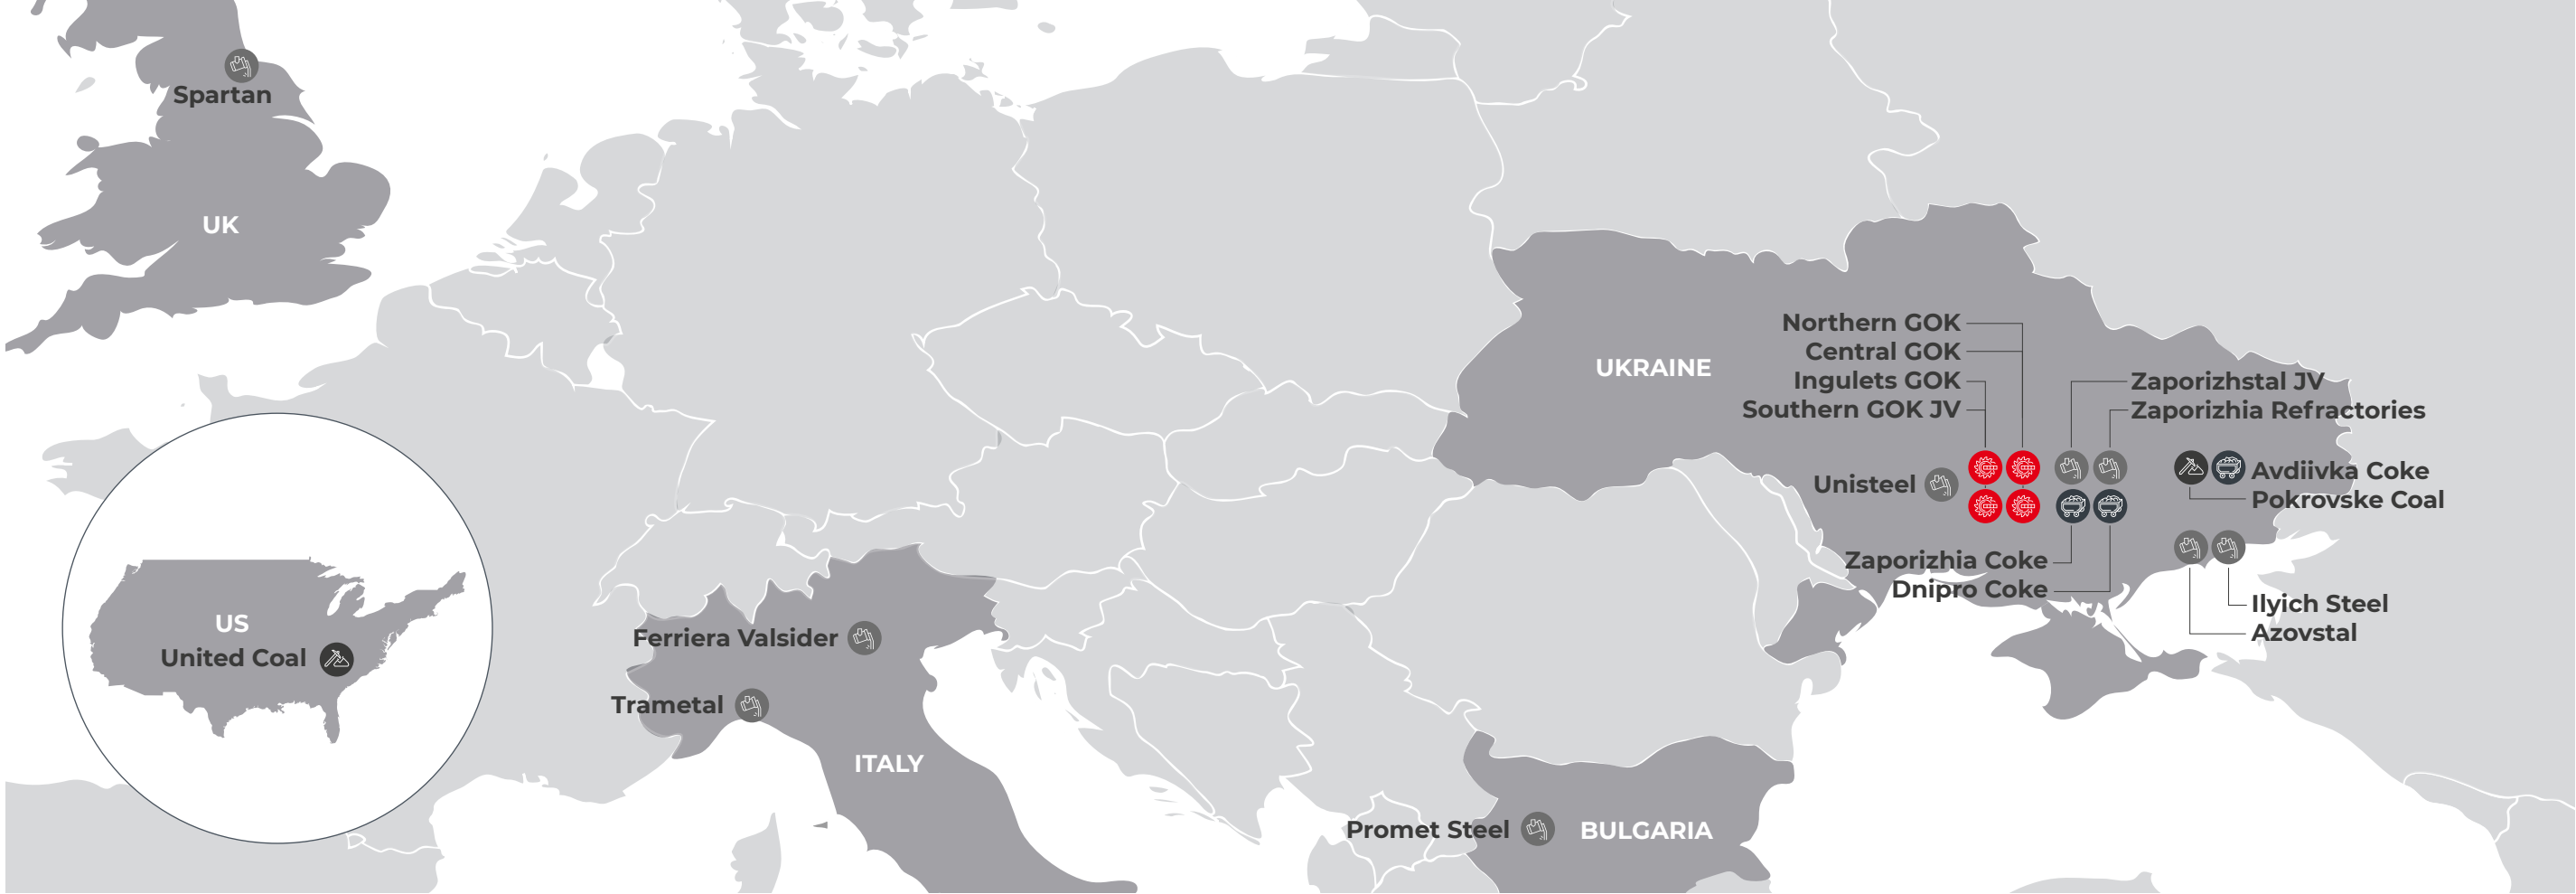 Spartan
UK
Northern GOK
Central GOK
UKRAINE
Ingulets GOK
Southern GOK JV
Zaporizhstal JV
Zaporizhia Refractories
Unisteel
Avdiivka Coke
Pokrovske Coal
Zaporizhia Coke
Dnipro Coke
Ilyich Steel
Azovstal
US
United Coal
Ferriera Valsider
Trametal
ITALY
Promet Steel
BULGARIA